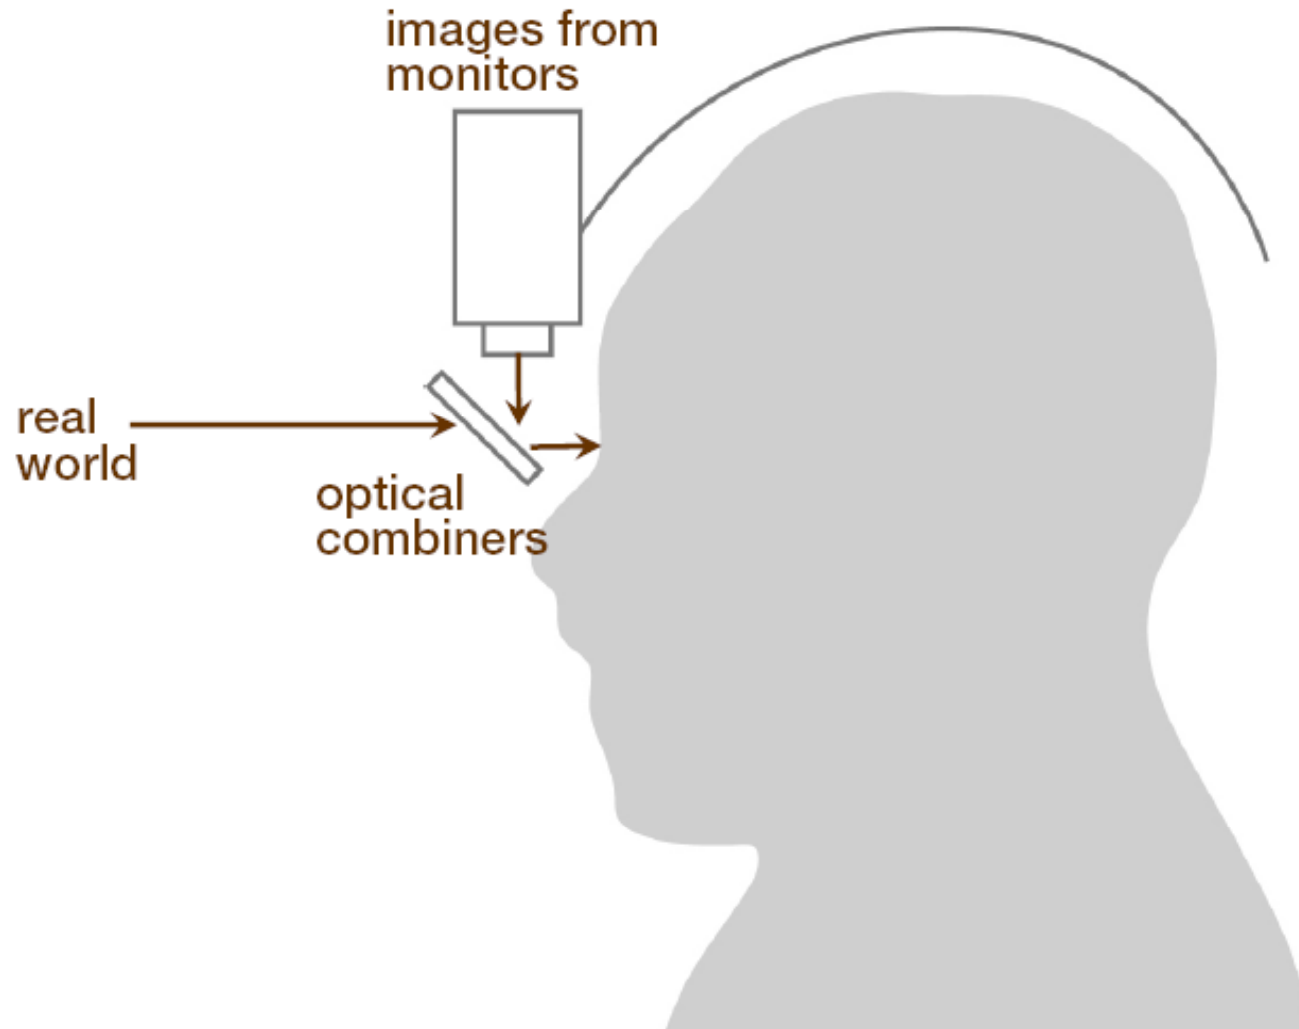 images from
monitors
real
world
optical
combiners